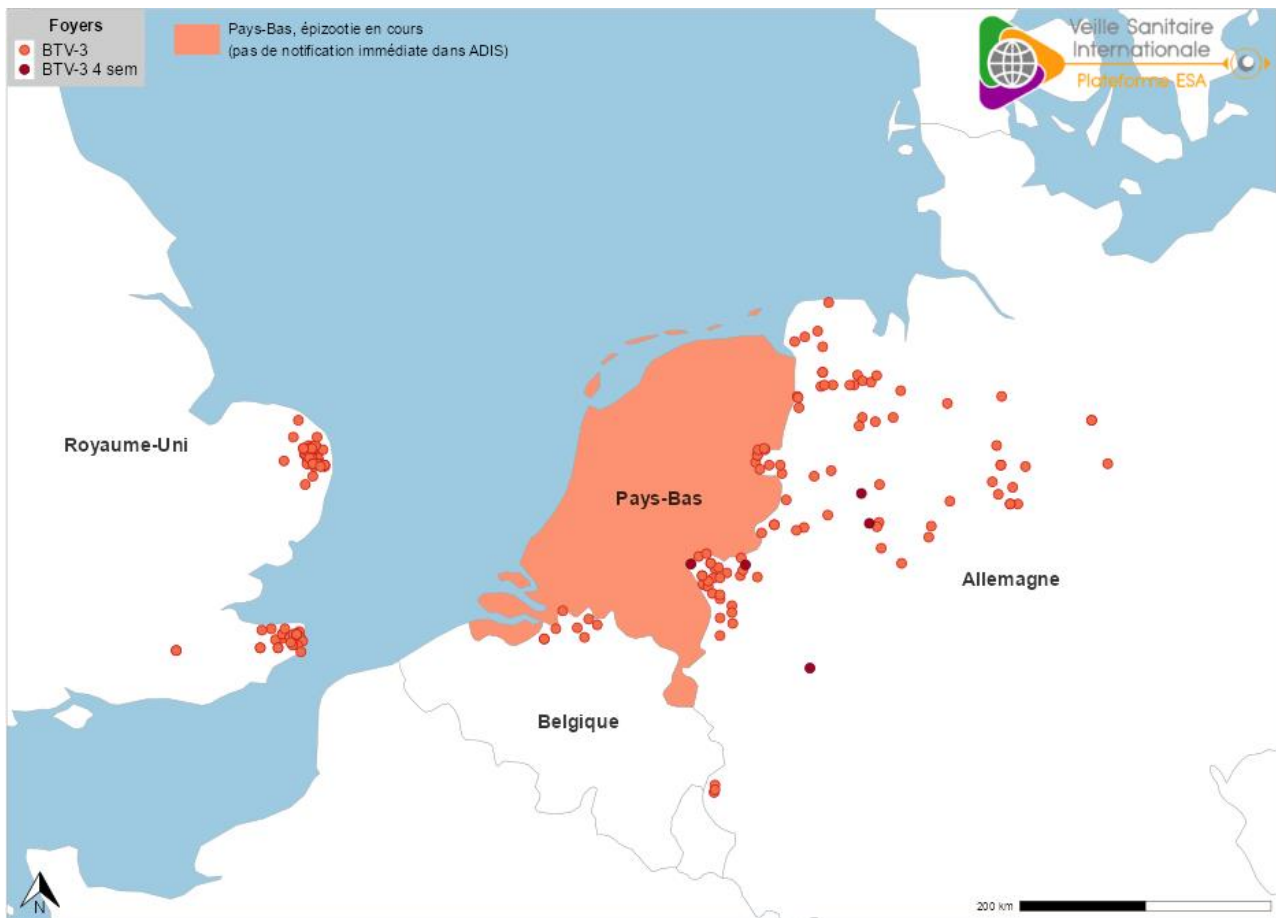 Foyers
BTV-3
BTV-3 4 sem
Pays-Bas, épizootie en cours
(pas de notification immédiate dans ADIS)
Veille Sanitaire
Internationale
Plateforme ESA
Royaume-Uni
Pays-Bas
Allemagne
Belgique
N
200 km